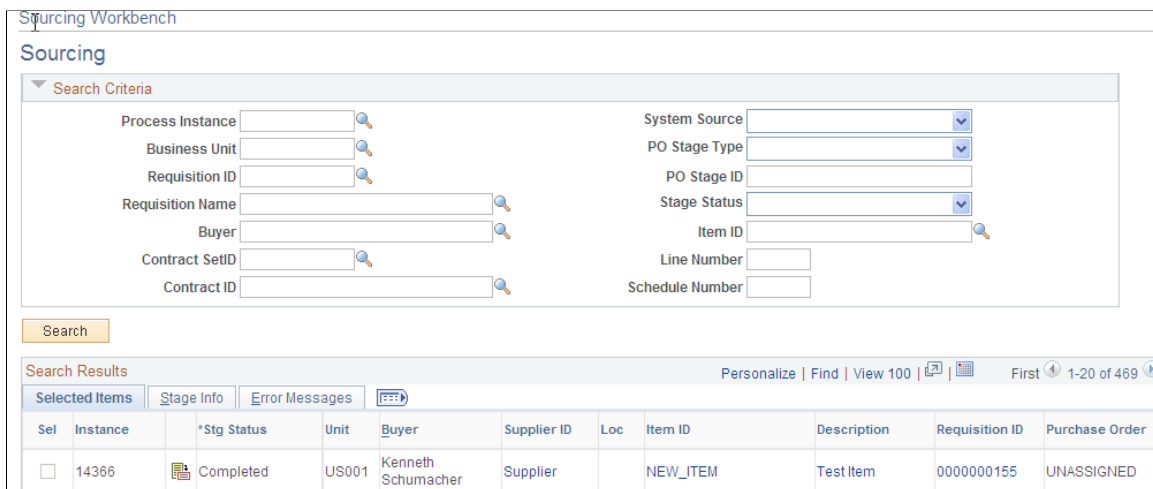 Sourcing Workbench
Sourcing
Search Criteria
Process Instance System Source
Business Unit PO Stage Type
Requisition ID PO Stage ID
Requisition Name Stage Status
Buyer Item ID
Contract SetID Line Number
Contract ID Schedule Number
Search
Search Results Personalize | Find | View 100 | | First 1-20 of 469
Selected Items Stage Info Error Messages
Sel Instance *Stg Status Unit Buyer Supplier ID Loc Item ID Description Requisition ID Purchase Order
14366 Completed US001 Kenneth Schumacher Supplier NEW_ITEM Test Item 0000000155 UNASSIGNED